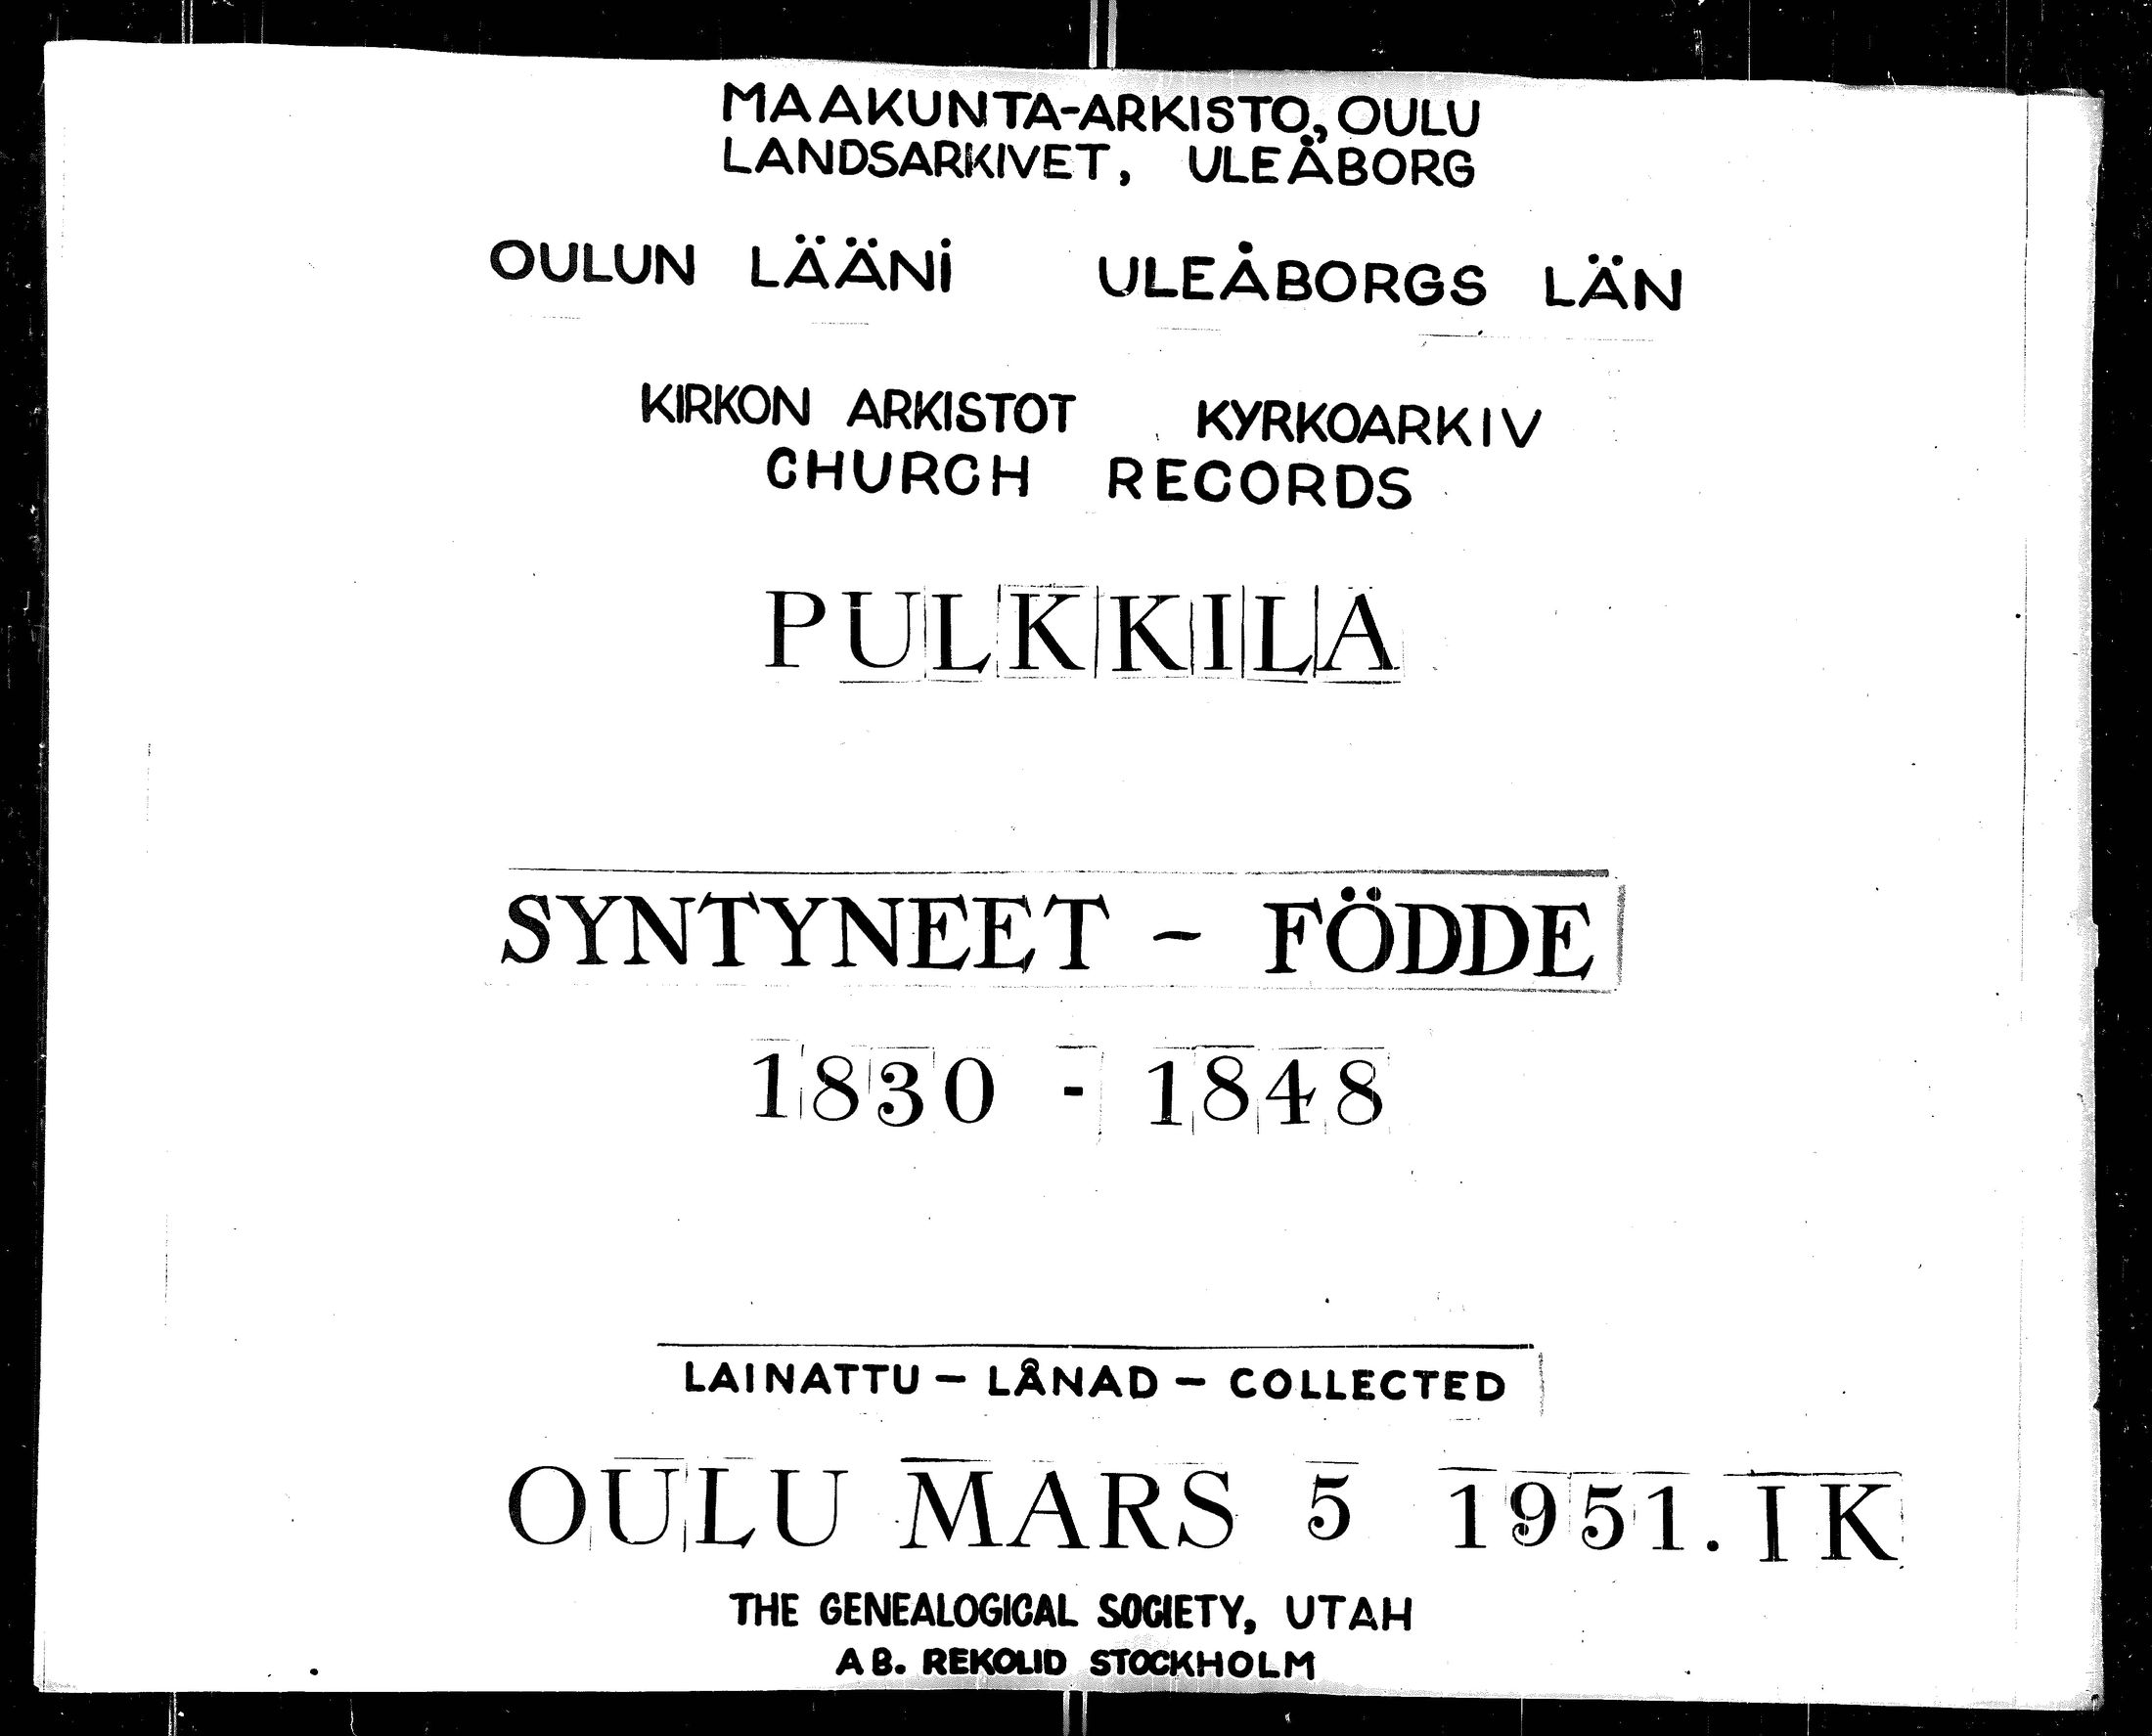 MAAKUNTA-ARKISTO, OULU
LANDSARKIVET, ULEÅBORG
OULUN LÄÄNI ULEÅBORGS LÄN
KIRKON ARKISTOT KYRKOARKIV
CHURCH RECORDS
PULKKILA
SYNTYNEET - FÖDDE
1830 - 1848
LAINATTU - LÅNAD - COLLECTED
OULU MARS 5 1951. IK
THE GENEALOGICAL SOCIETY, UTAH
AB. REKOLID STOCKHOLM